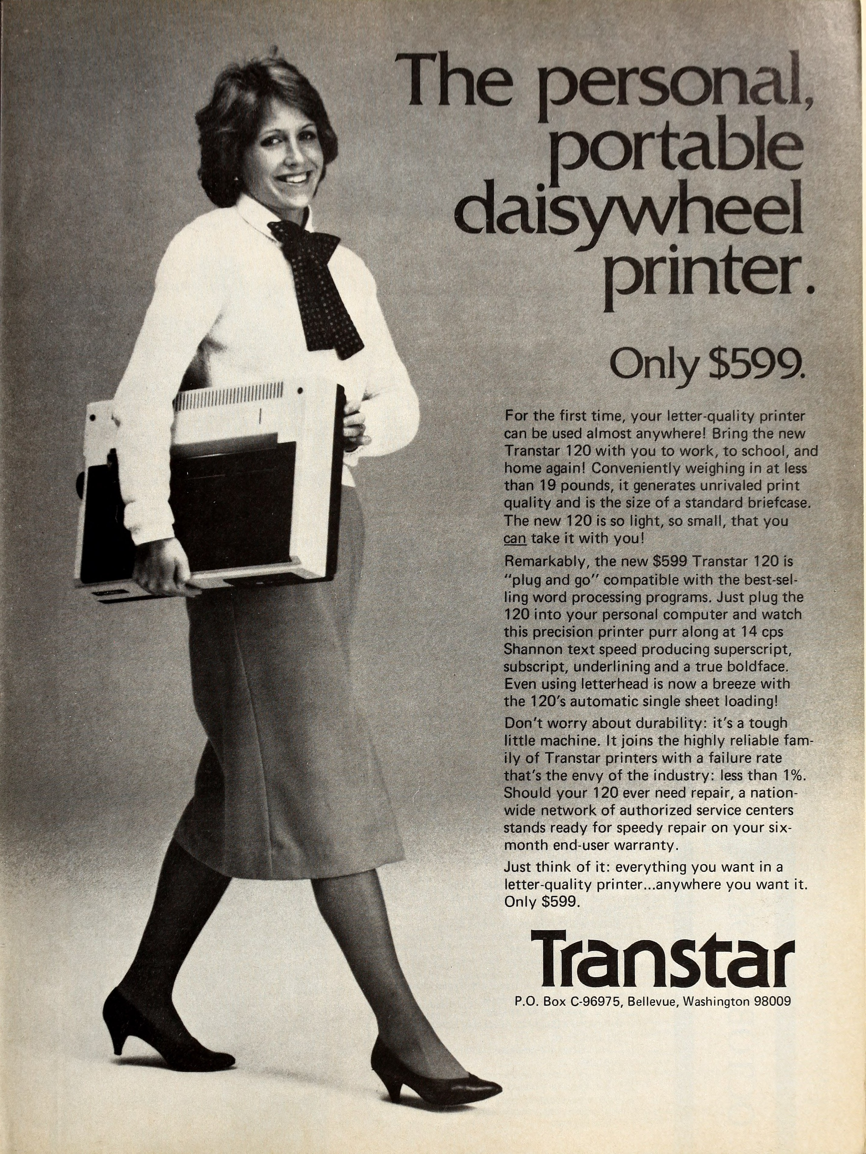 The personal,
portable
daisywheel
printer.
Only $599.
For the first time, your letter-quality printer
can be used almost anywhere! Bring the new
Transtar 120 with you to work, to school, and
home again! Conveniently weighing in at less
than 19 pounds, it generates unrivaled print
quality and is the size of a standard briefcase.
The new 120 is so light, so small, that you
can take it with you!
Remarkably, the new $599 Transtar 120 is
“plug and go” compatible with the best-sel-
ling word processing programs. Just plug the
120 into your personal computer and watch
this precision printer purr along at 14 cps
Shannon text speed producing superscript,
subscript, underlining and a true boldface.
Even using letterhead is now a breeze with
the 120’s automatic single sheet loading!
Don’t worry about durability: it’s a tough
little machine. It joins the highly reliable fam-
ily of Transtar printers with a failure rate
that’s the envy of the industry: less than 1%.
Should your 120 ever need repair, a nation-
wide network of authorized service centers
stands ready for speedy repair on your six-
month end-user warranty.
Just think of it: everything you want in a
letter-quality printer...anywhere you want it.
Only $599.
Transtar
P.O. Box C-96975, Bellevue, Washington 98009